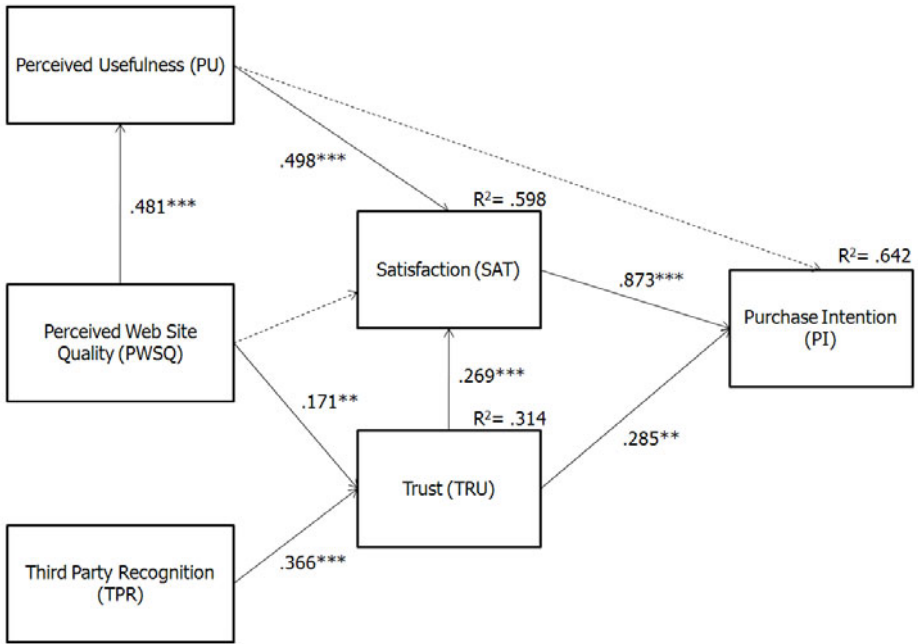 Perceived Usefulness (PU)
.498***
.481***
R²= .598
Satisfaction (SAT)
R²= .642
.873***
Perceived Web Site
Quality (PWSQ)
Purchase Intention
(PI)
.269***
.171**
R²= .314
.285**
Trust (TRU)
Third Party Recognition
(TPR)
.366***